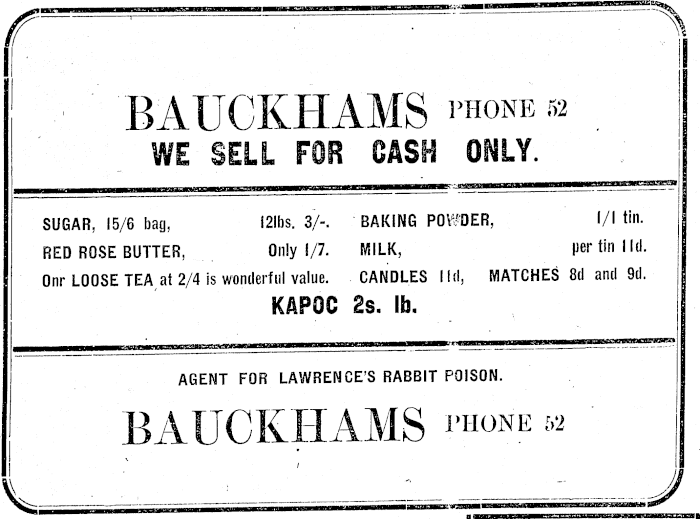 BAUCKHAMS PHONE 52
WE SELL FOR CASH ONLY.
SUGAR, 15/6 bag, 12lbs. 3/-. BAKING POWDER, 1/1 tin.
RED ROSE BUTTER, Only 1/7. MILK, per tin 11d.
Onr LOOSE TEA at 2/4 is wonderful value. CANDLES 11d, MATCHES 8d and 9d.
KAPOC 2s. lb.
AGENT FOR LAWRENCE'S RABBIT POISON.
BAUCKHAMS PHONE 52